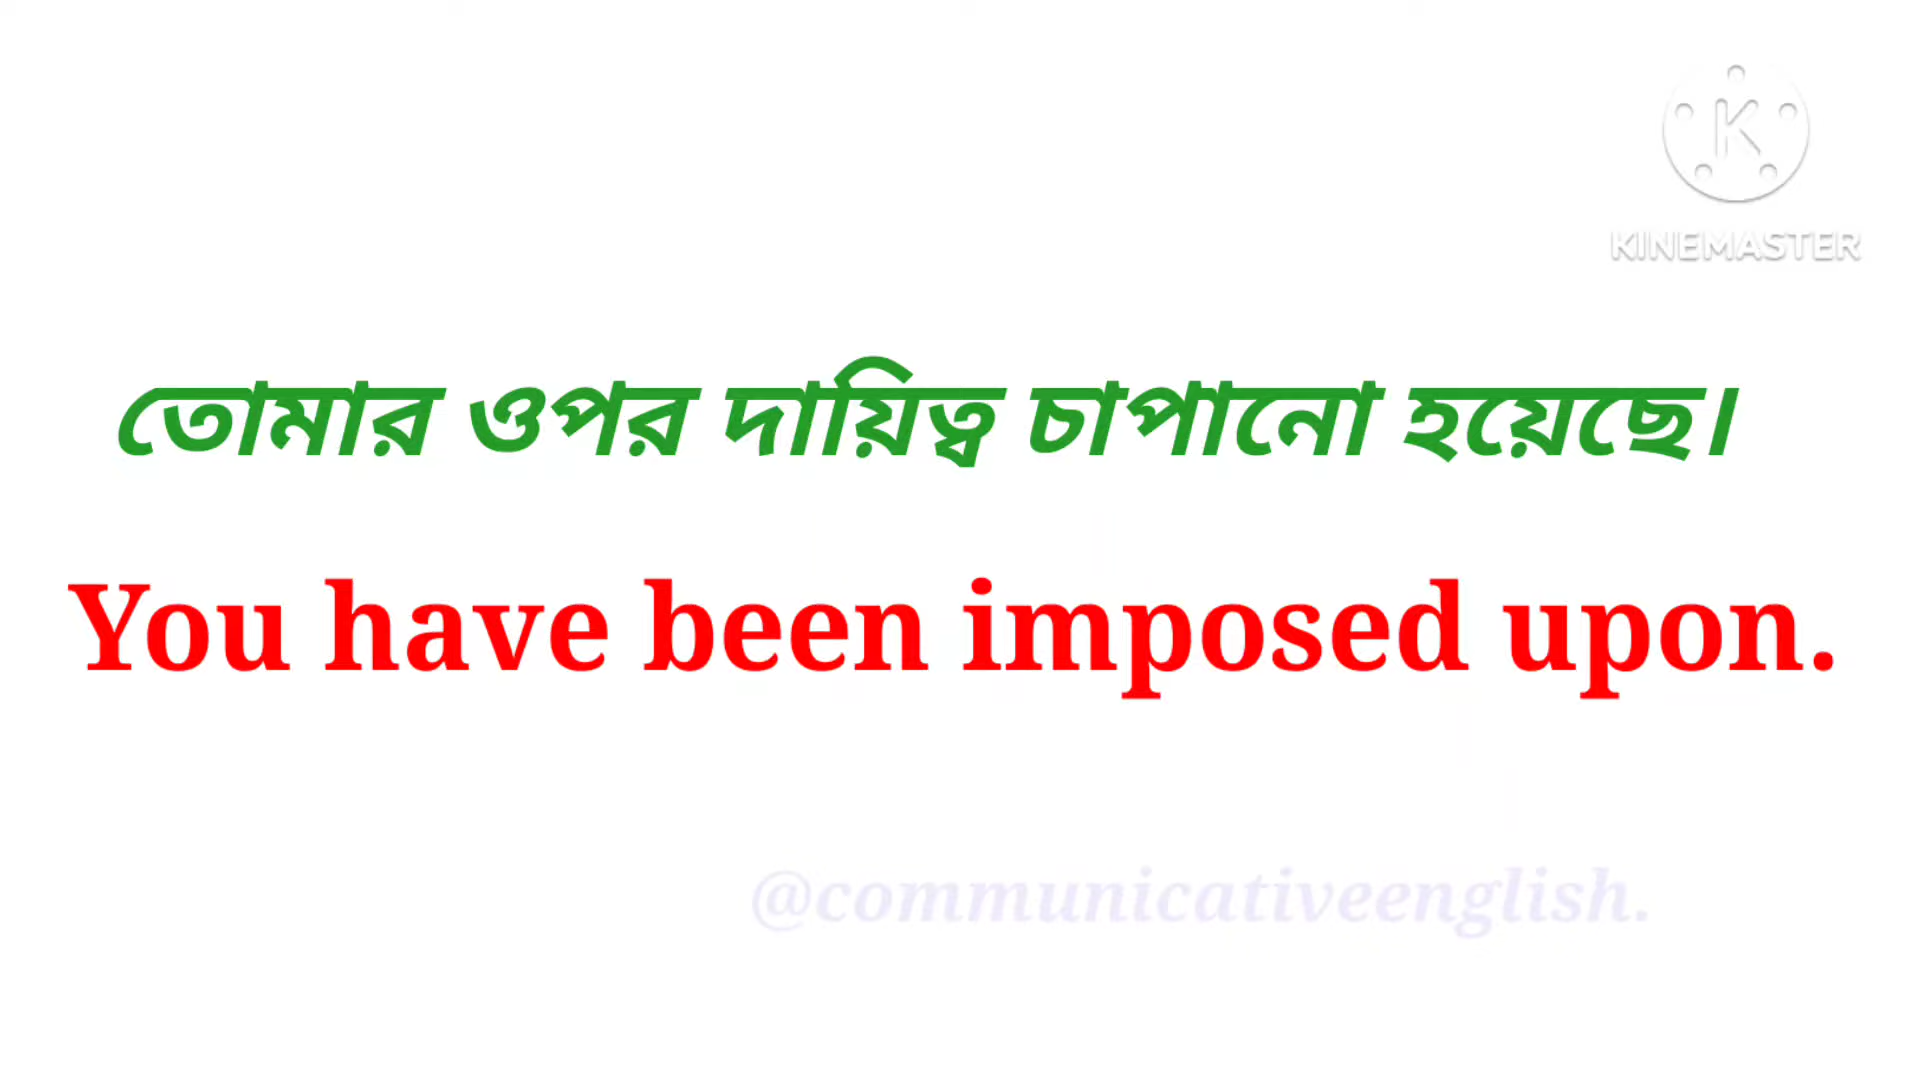 KINEMASTER
তোমার ওপর দায়িত্ব চাপানো হয়েছে।
You have been imposed upon.
@communicativeenglish.